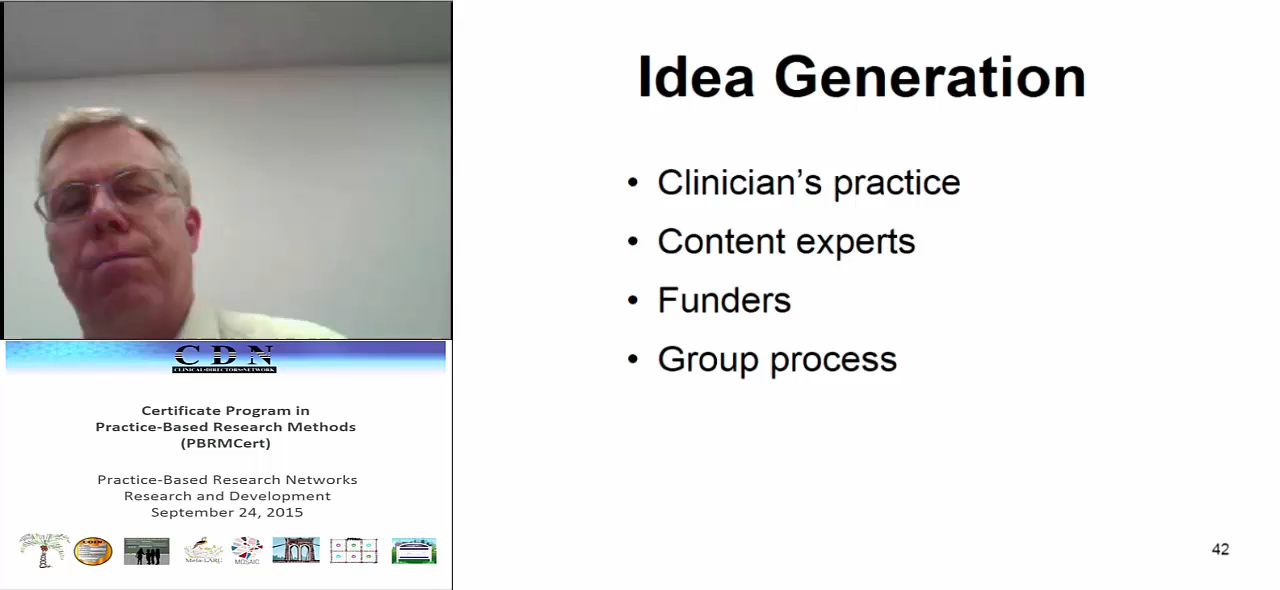 Idea Generation
• Clinician's practice
• Content experts
• Funders
• Group process
42
CDN
CLINICAL DIRECTORS NETWORK
Certificate Program in
Practice-Based Research Methods
(PBRMCert)
Practice-Based Research Networks
Research and Development
September 24, 2015
MOSAIC